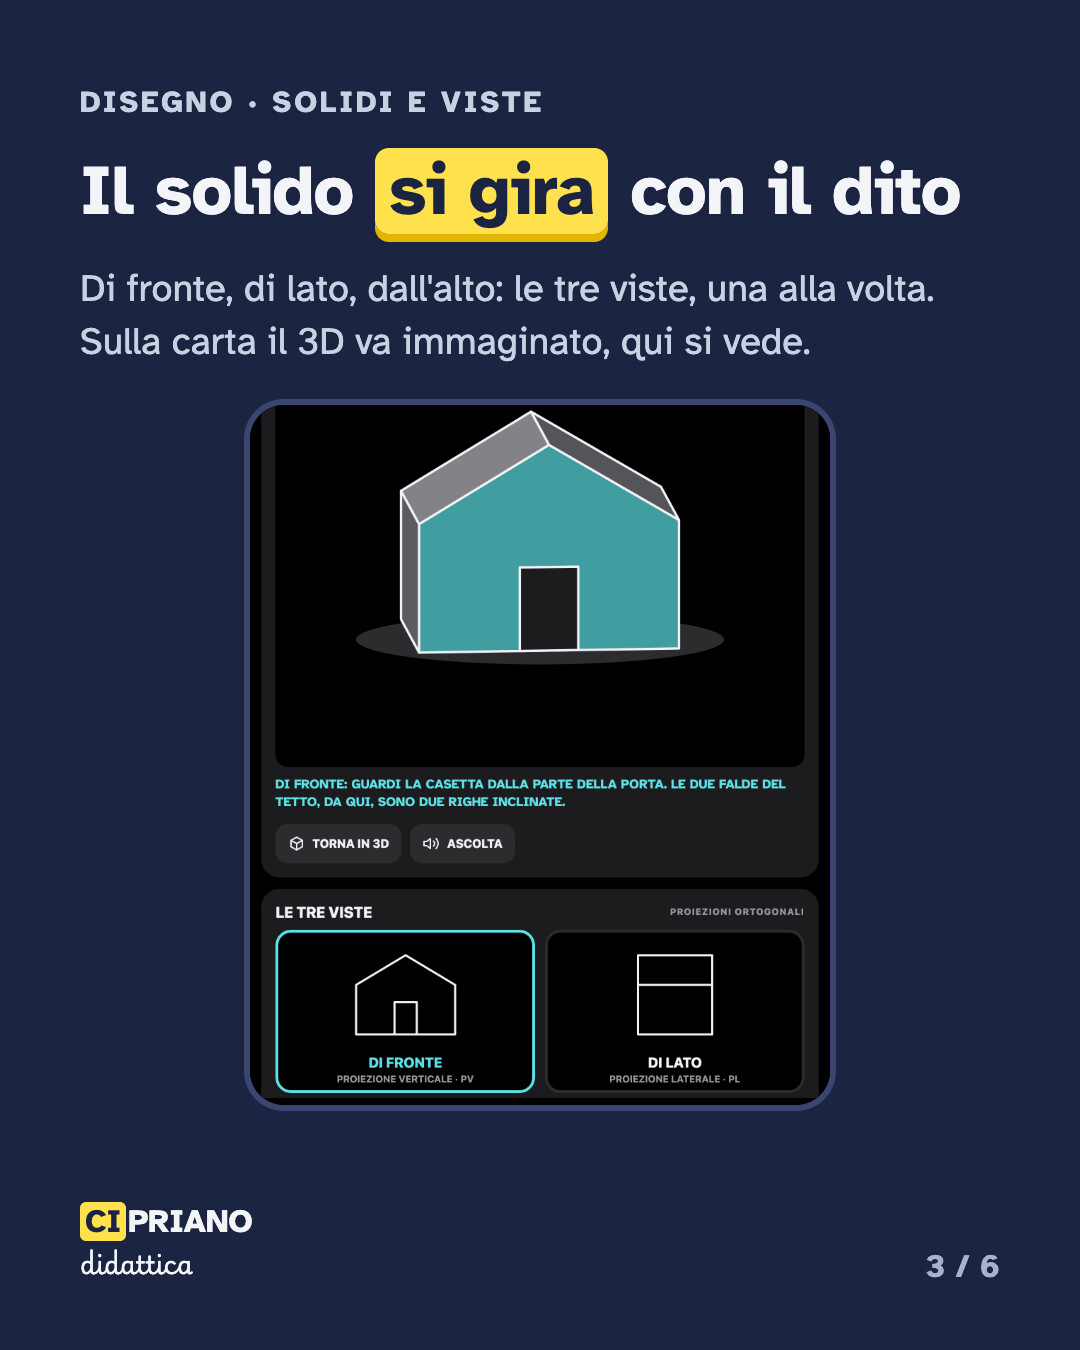 DISEGNO · SOLIDI E VISTE
Il solido si gira con il dito
Di fronte, di lato, dall'alto: le tre viste, una alla volta.
Sulla carta il 3D va immaginato, qui si vede.
DI FRONTE: GUARDI LA CASETTA DALLA PARTE DELLA PORTA. LE DUE FALDE DEL
TETTO, DA QUI, SONO DUE RIGHE INCLINATE.
TORNA IN 3D
ASCOLTA
LE TRE VISTE
PROIEZIONI ORTOGONALI
DI FRONTE
PROIEZIONE VERTICALE · PV
DI LATO
PROIEZIONE LATERALE · PL
CIPRIANO
didattica
3 / 6